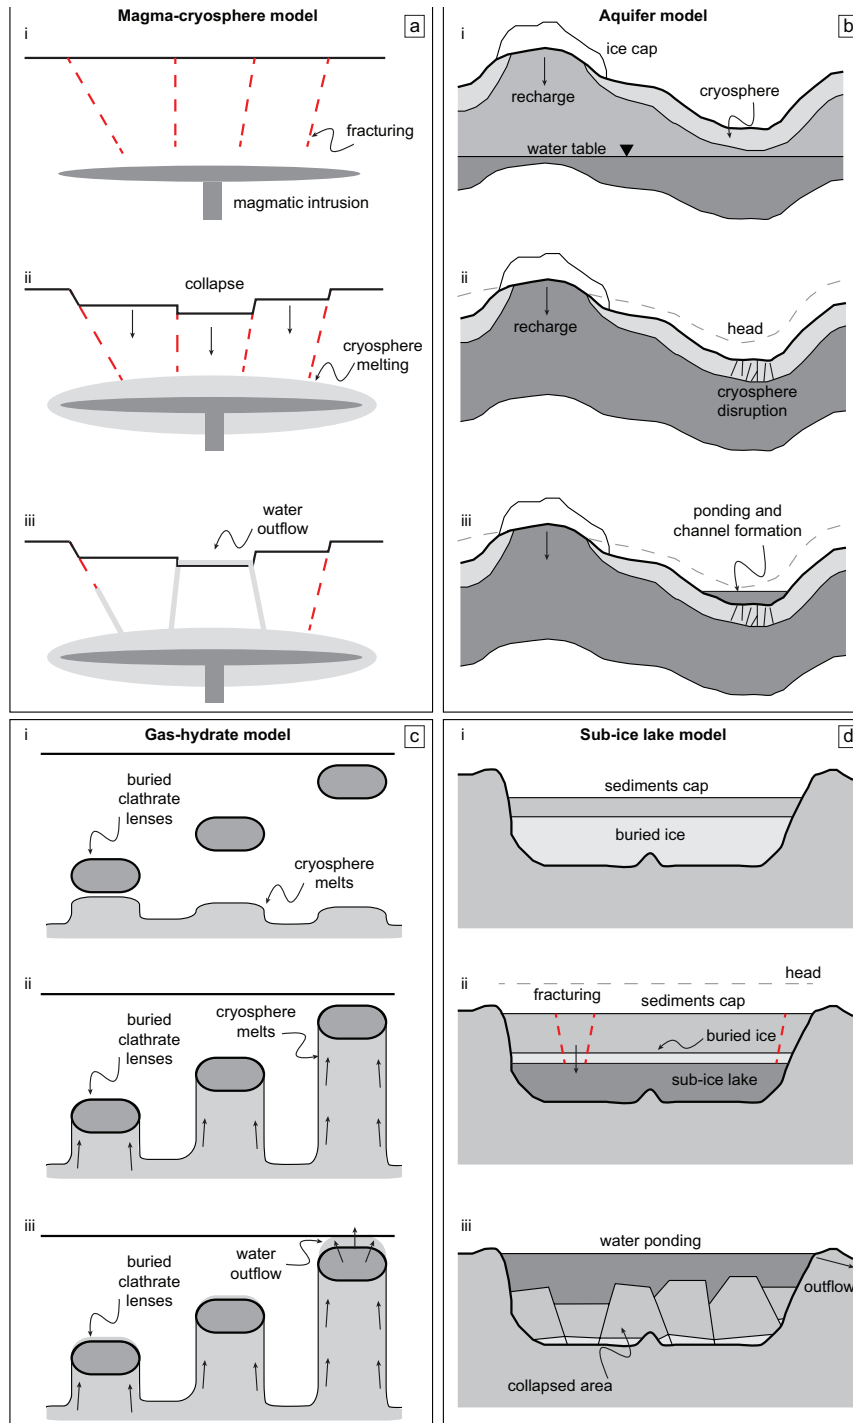 Magma-cryosphere model
a
i
fracturing
magmatic intrusion
ii
collapse
cryosphere
melting
iii
water
outflow
Aquifer model
b
i
ice cap
recharge
cryosphere
water table
ii
recharge
head
cryosphere
disruption
iii
ponding and
channel formation
Gas-hydrate model
c
i
buried
clathrate
lenses
cryosphere
melts
ii
cryosphere
melts
buried
clathrate
lenses
iii
buried
clathrate
lenses
water
outflow
Sub-ice lake model
d
i
sediments cap
buried ice
ii
head
fracturing
sediments cap
buried ice
sub-ice lake
iii
water ponding
outflow
collapsed area